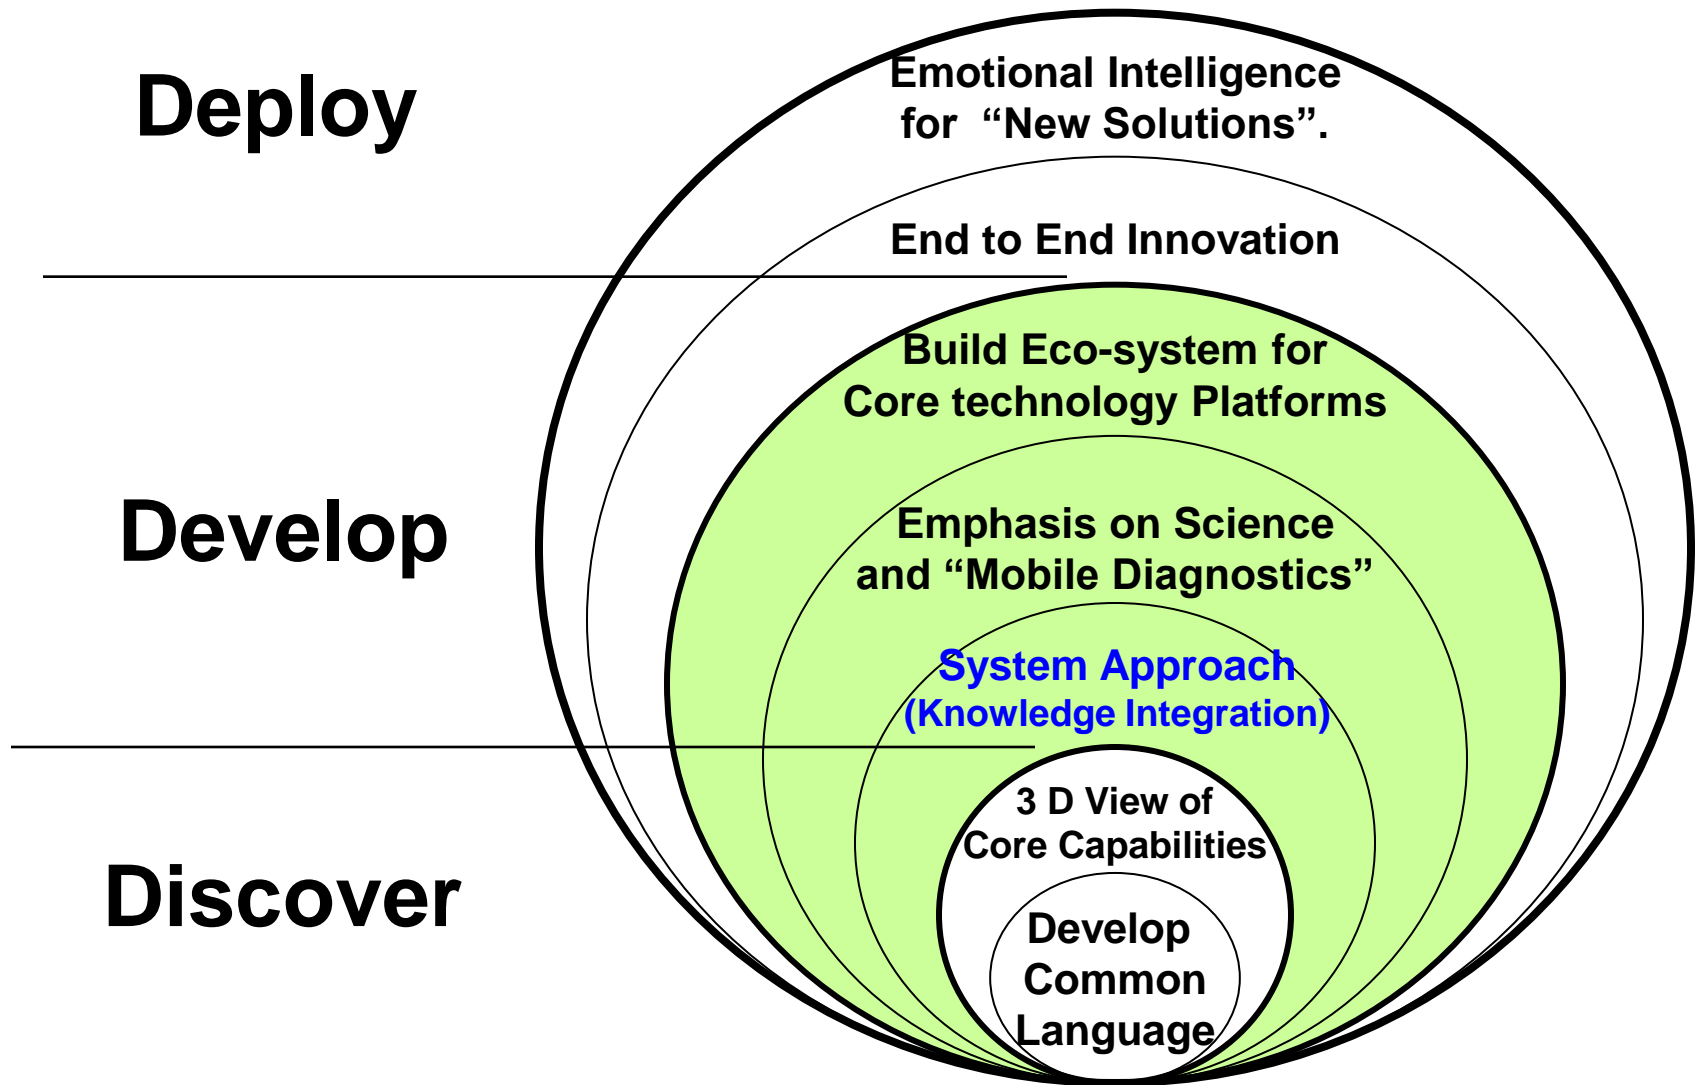 Deploy
Emotional Intelligence
for “New Solutions”.
End to End Innovation
Develop
Build Eco-system for
Core technology Platforms
Emphasis on Science
and “Mobile Diagnostics”
System Approach
(Knowledge Integration)
Discover
3 D View of
Core Capabilities
Develop
Common
Language